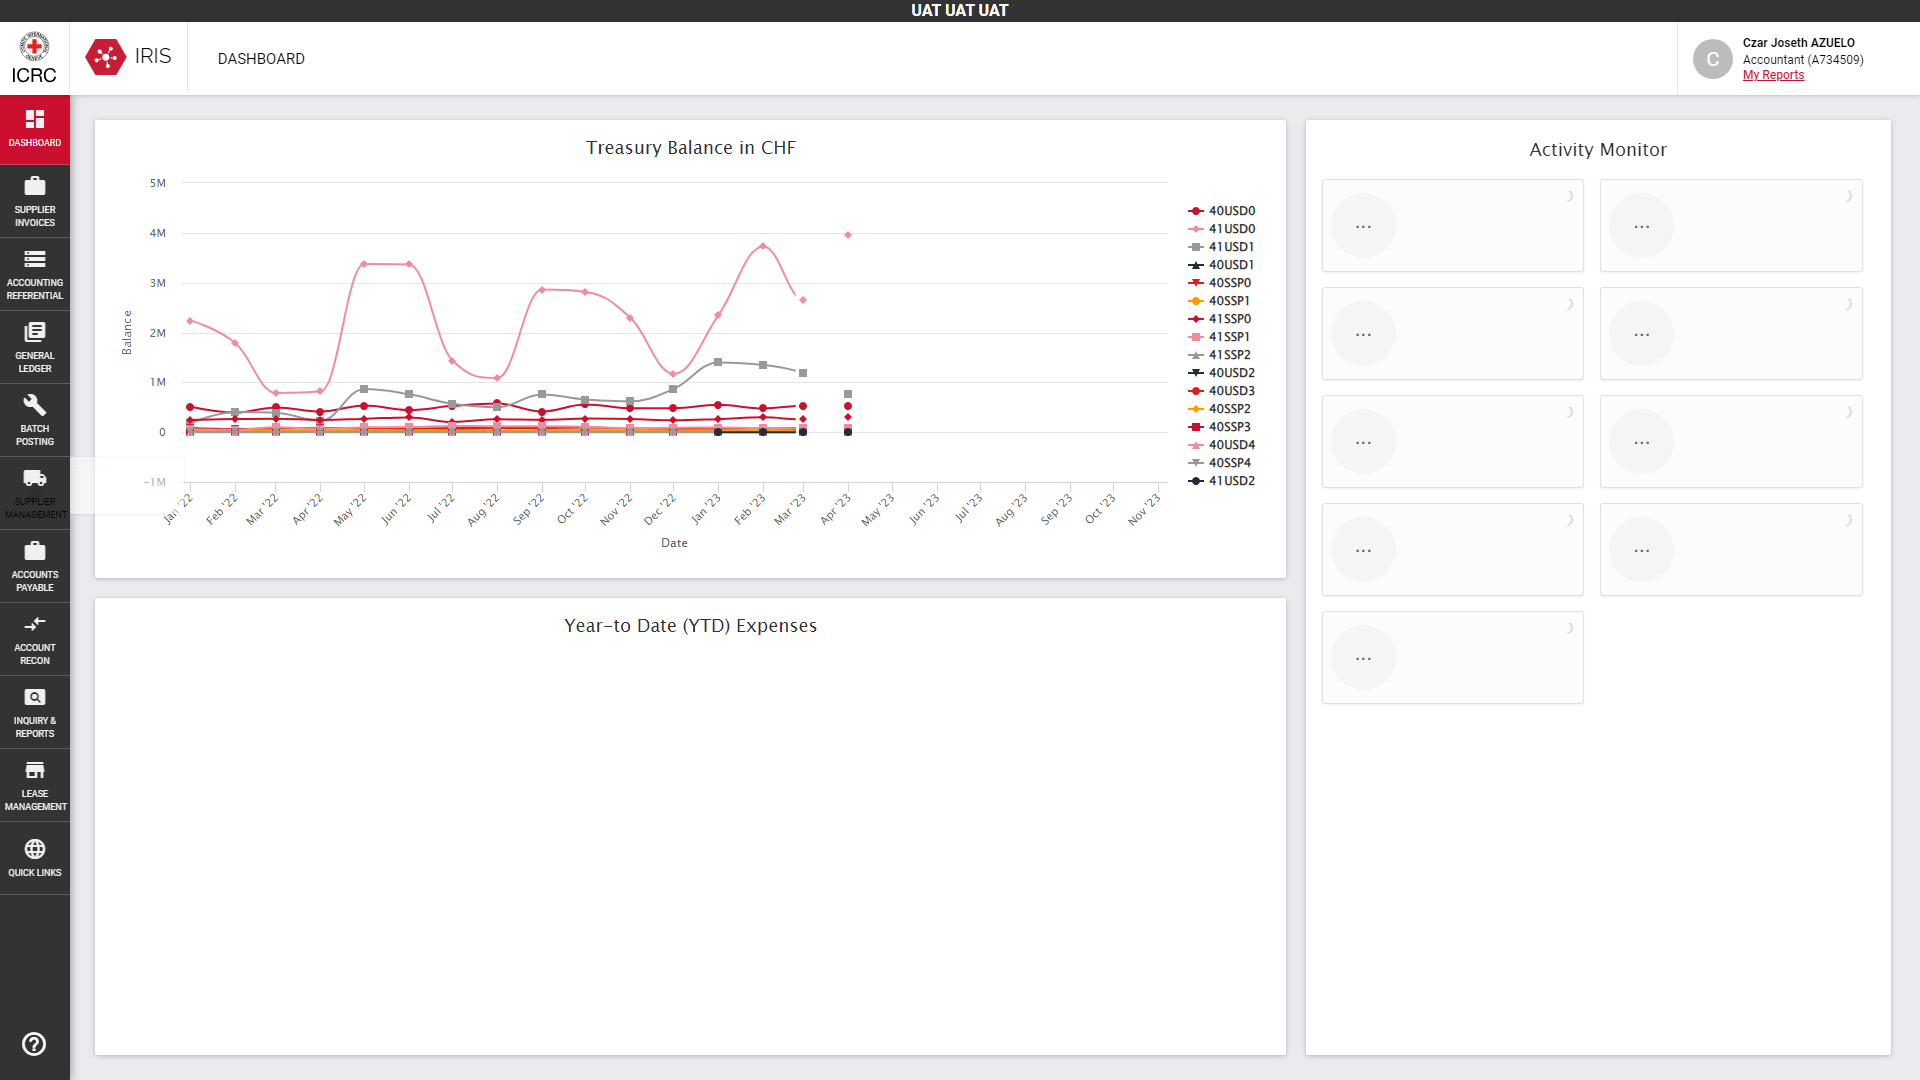 UAT UAT UAT
ICRC
IRIS
DASHBOARD
C
Czar Joseth AZUELO
Accountant (A734509)
My Reports
DASHBOARD
SUPPLIER
INVOICES
ACCOUNTING
REFERENTIAL
GENERAL
LEDGER
BATCH
POSTING
SUPPLIER
MANAGEMENT
ACCOUNTS
PAYABLE
ACCOUNT
RECON
INQUIRY &
REPORTS
LEASE
MANAGEMENT
QUICK LINKS
Treasury Balance in CHF
Balance
5M
4M
3M
2M
1M
0
-1M
Jan '22
Feb '22
Mar '22
Apr '22
May '22
Jun '22
Jul '22
Aug '22
Sep '22
Oct '22
Nov '22
Dec '22
Jan '23
Feb '23
Mar '23
Apr '23
May '23
Jun '23
Jul '23
Aug '23
Sep '23
Oct '23
Nov '23
Date
40USD0
41USD0
41USD1
40USD1
40SSP0
40SSP1
41SSP0
41SSP1
41SSP2
40USD2
40USD3
40SSP2
40SSP3
40USD4
40SSP4
41USD2
Year-to Date (YTD) Expenses
Activity Monitor
...
...
...
...
...
...
...
...
...